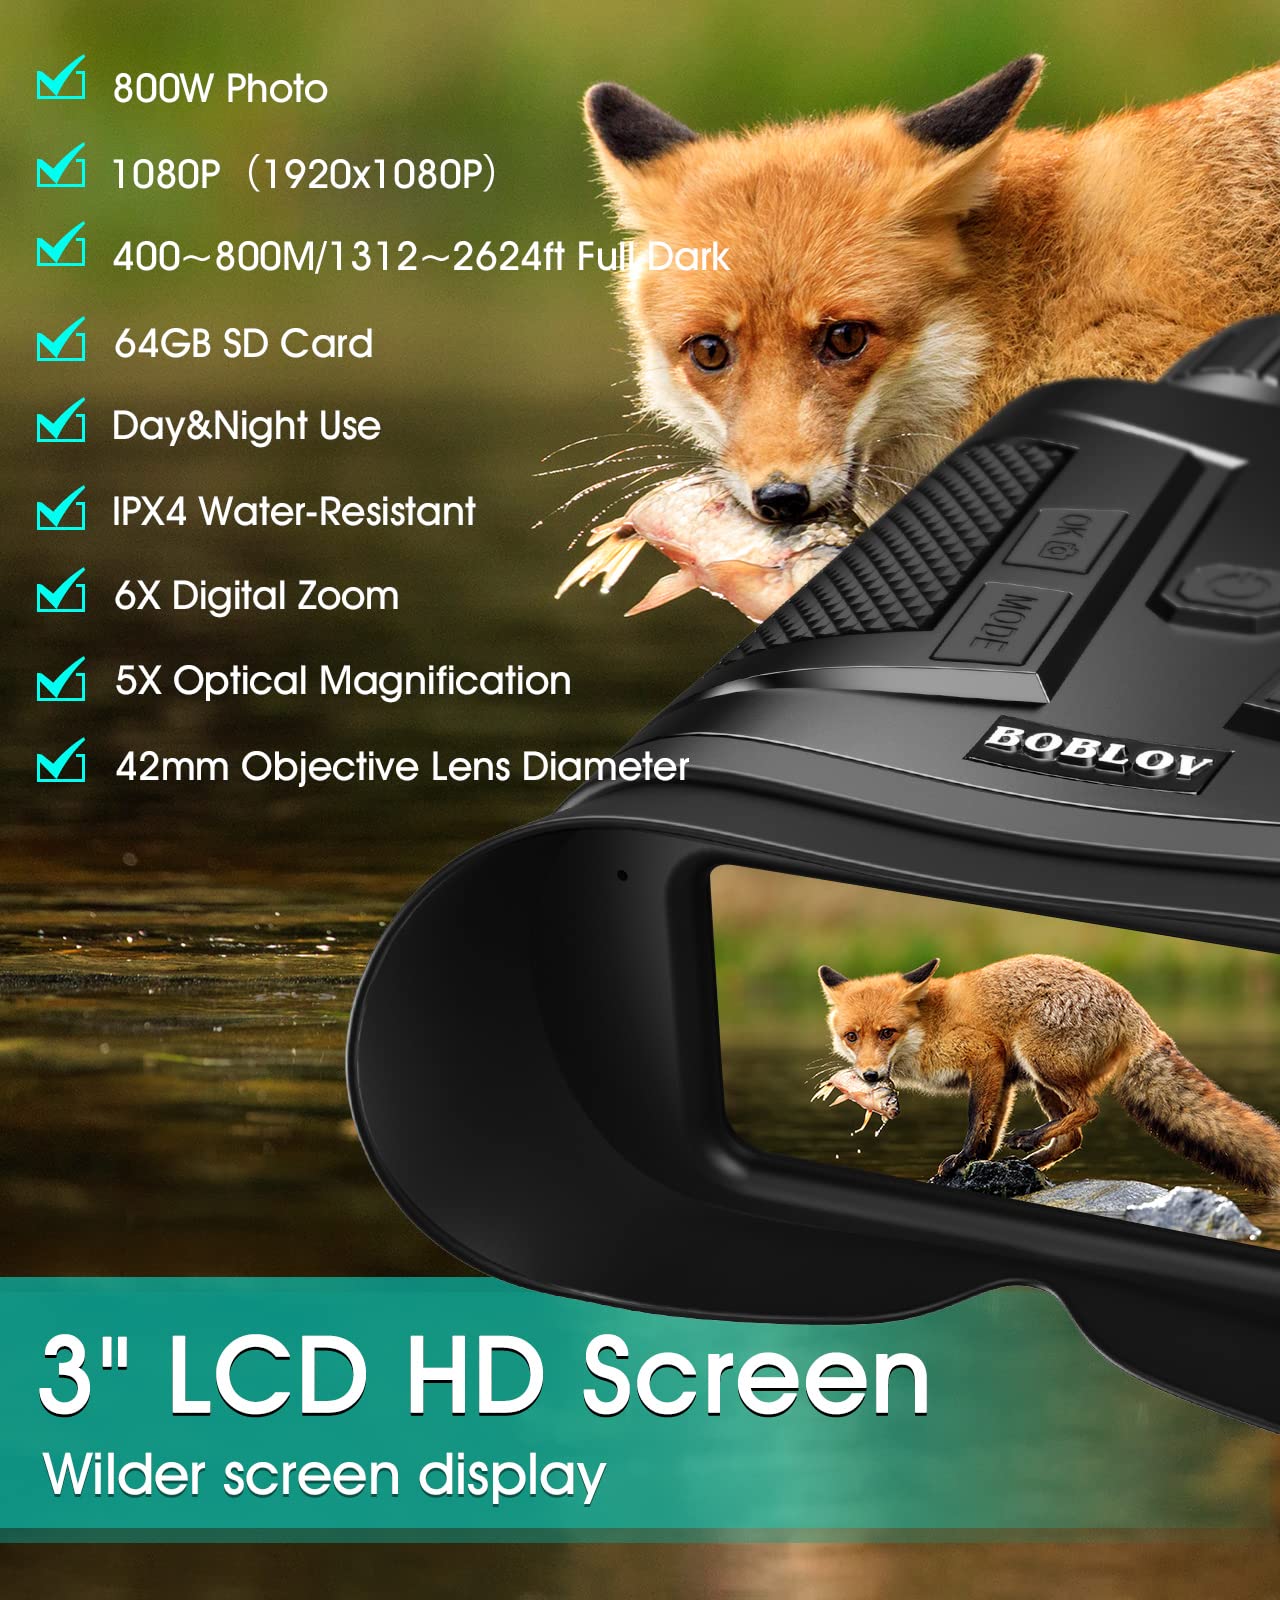 800W Photo
1080P（1920x1080P）
400~800M/1312~2624ft Full Dark
64GB SD Card
Day&Night Use
IPX4 Water-Resistant
6X Digital Zoom
5X Optical Magnification
42mm Objective Lens Diameter
OK
MODE
BOBLOV
3" LCD HD Screen
Wilder screen display